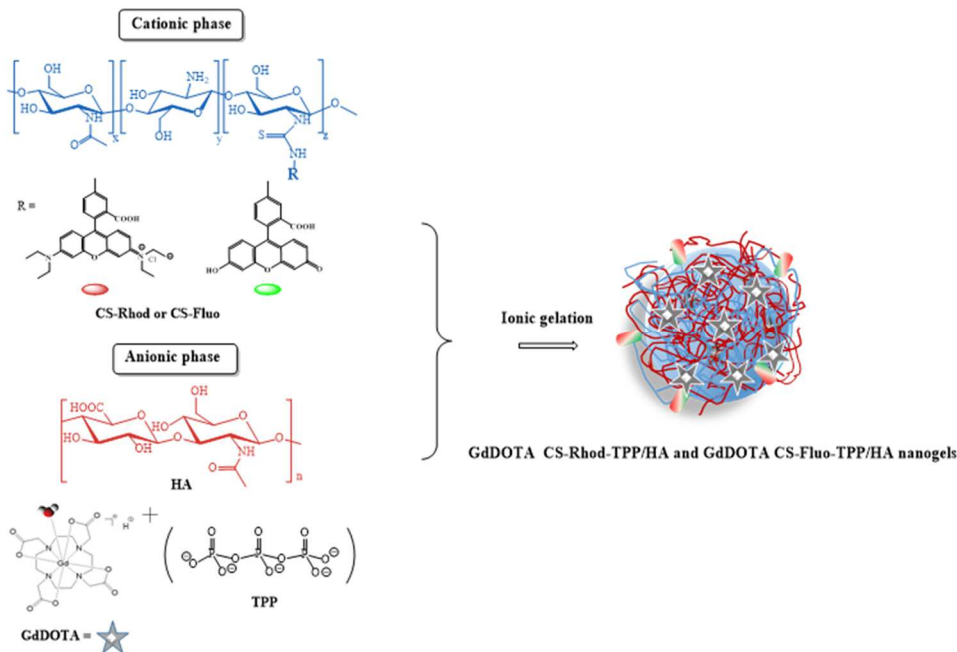 Cationic phase
OH
O
HO
NH
O
x
HO
NH₂
O
OH
y
OH
O
HO
NH
S
NH
R
z
O
R =
COOH
N
O
N
⊕
Cl
⊖
COOH
HO
O
O
CS-Rhod or CS-Fluo
Anionic phase
HOOC
O
HO
OH
O
OH
HO
O
NH
O
O
n
HA
O
O
N
N
Gd
N
N
O
O
H
+
O O O
P O P O P
O O O O O
TPP
GdDOTA =
Ionic gelation
GdDOTA CS-Rhod-TPP/HA and GdDOTA CS-Fluo-TPP/HA nanogels